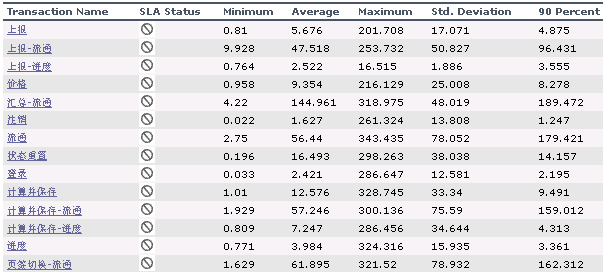 Transaction Name SLA Status Minimum Average Maximum Std. Deviation 90 Percent
上报 0.81 5.676 201.708 17.071 4.875
上报-流通 9.928 47.518 253.732 50.827 96.431
上报-进度 0.764 2.522 16.515 1.886 3.555
价格 0.958 9.354 216.129 25.008 8.278
汇总-流通 4.22 144.961 318.975 48.019 189.472
注销 0.022 1.627 261.324 13.808 1.247
流通 2.75 56.44 343.435 78.052 179.421
状态重置 0.196 16.493 298.263 38.038 14.157
登录 0.033 2.421 286.647 12.581 2.195
计算并保存 1.01 12.576 328.745 33.34 9.491
计算并保存-流通 1.929 57.246 300.136 75.59 159.012
计算并保存-进度 0.809 7.247 286.456 34.644 4.313
进度 0.771 3.984 324.316 15.935 3.361
页签切换-流通 1.629 61.895 321.52 78.932 162.312